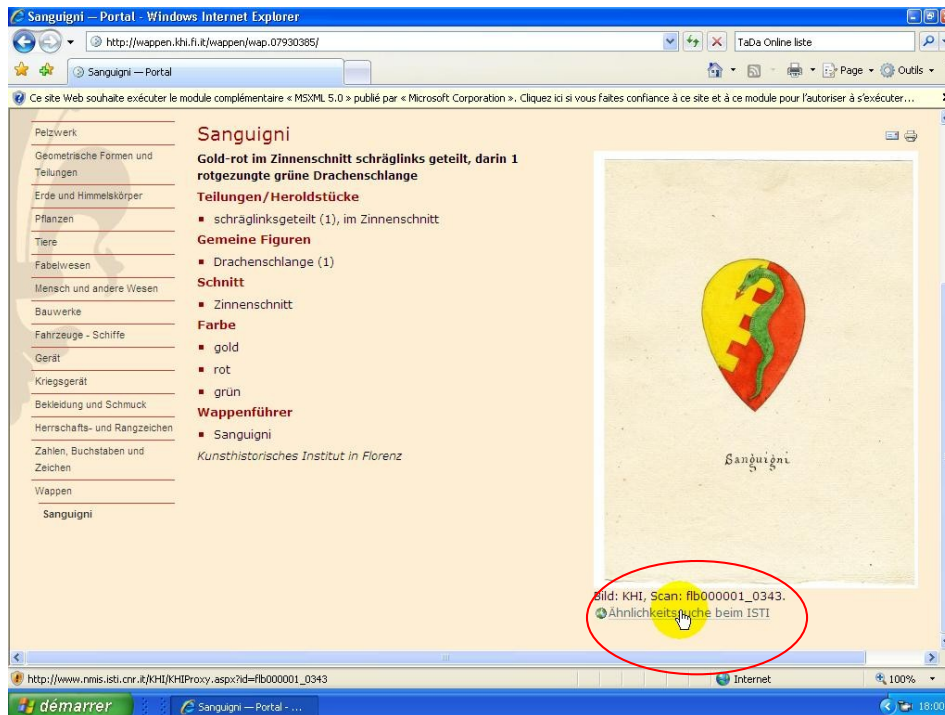 Sanguigni — Portal - Windows Internet Explorer
http://wappen.khi.fi.it/wappen/wap.07930385/
TaDa Online liste
Sanguigni — Portal
Page
Outils
Ce site Web souhaite exécuter le module complémentaire « MSXML 5.0 » publié par « Microsoft Corporation ». Cliquez ici si vous faites confiance à ce site et à ce module pour l'autoriser à s'exécuter...
Pelzwerk
Geometrische Formen und
Teilungen
Erde und Himmelskörper
Pflanzen
Tiere
Fabelwesen
Mensch und andere Wesen
Bauwerke
Fahrzeuge - Schiffe
Gerät
Kriegsgerät
Bekleidung und Schmuck
Herrschafts- und Rangzeichen
Zahlen, Buchstaben und
Zeichen
Wappen
Sanguigni
Sanguigni
Gold-rot im Zinnenschnitt schräglinks geteilt, darin 1
rotgezungte grüne Drachenschlange
Teilungen/Heroldstücke
schräglinksgeteilt (1), im Zinnenschnitt
Gemeine Figuren
Drachenschlange (1)
Schnitt
Zinnenschnitt
Farbe
gold
rot
grün
Wappenführer
Sanguigni
Kunsthistorisches Institut in Florenz
Sanguigni
Bild: KHI, Scan: flb000001_0343.
Ähnlichkeitssuche beim ISTI
http://www.nmis.isti.cnr.it/KHI/KHIProxy.aspx?id=flb000001_0343
Internet
100%
démarrer
Sanguigni — Portal - ...
18:00